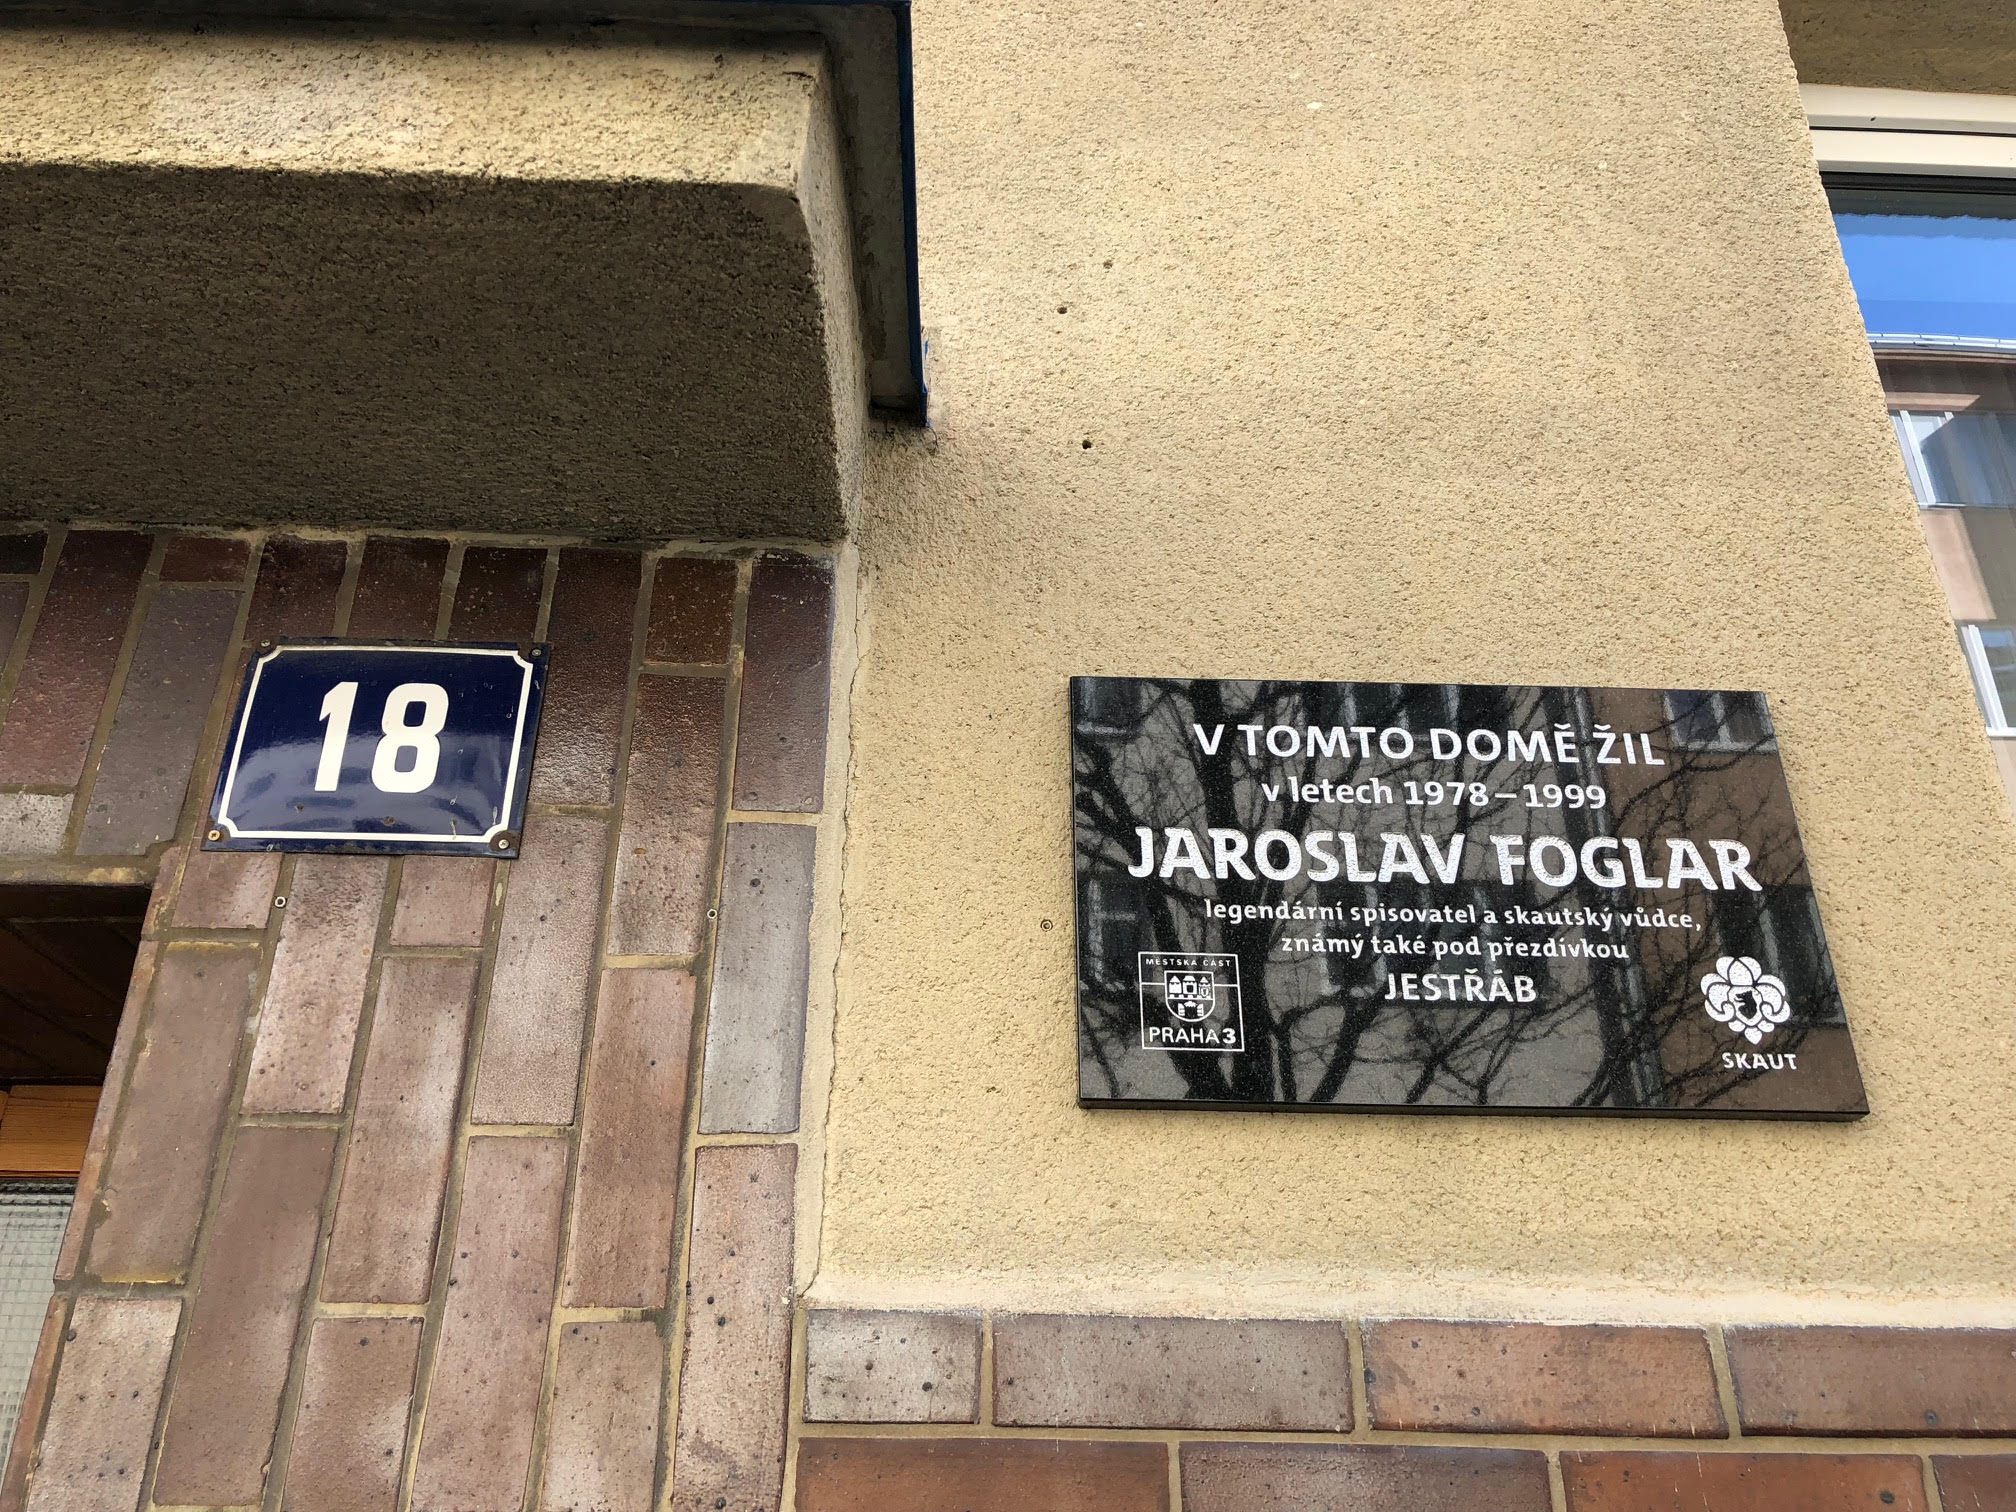 18
V TOMTO DOMĚ ŽIL
v letech 1978 – 1999
JAROSLAV FOGLAR
legendární spisovatel a skautský vůdce,
známý také pod přezdívkou
JESTŘÁB
MĚSTSKÁ ČÁST
PRAHA 3
SKAUT